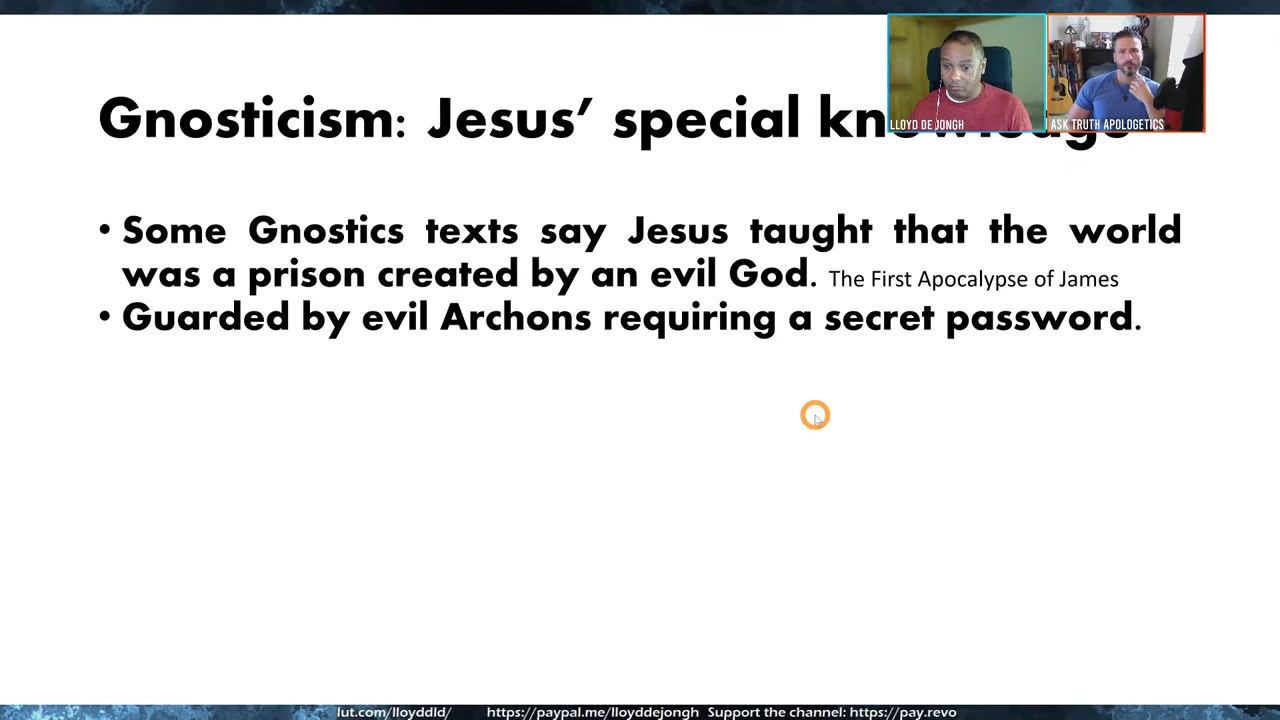 Gnosticism: Jesus’ special
LLOYD DE JONGH
ASK TRUTH APOLOGETICS
• Some Gnostics texts say Jesus taught that the world
was a prison created by an evil God. The First Apocalypse of James
• Guarded by evil Archons requiring a secret password.
lut.com/lloyddld/ https://paypal.me/lloyddejongh Support the channel: https://pay.revo